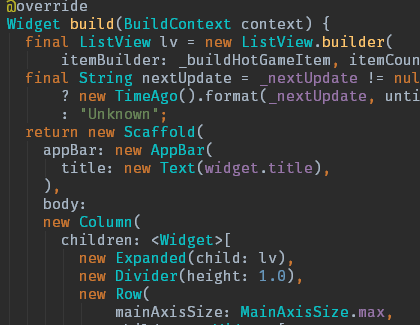 @override
Widget build(BuildContext context) {
final ListView lv = new ListView.builder(
itemBuilder: _buildHotGameItem, itemCoun
final String nextUpdate = _nextUpdate != nul
? new TimeAgo().format(_nextUpdate, unti
: "Unknown";
return new Scaffold(
appBar: new AppBar(
title: new Text(widget.title),
),
body:
new Column(
children: <Widget>[
new Expanded(child: lv),
new Divider(height: 1.0),
new Row(
mainAxisSize: MainAxisSize.max,